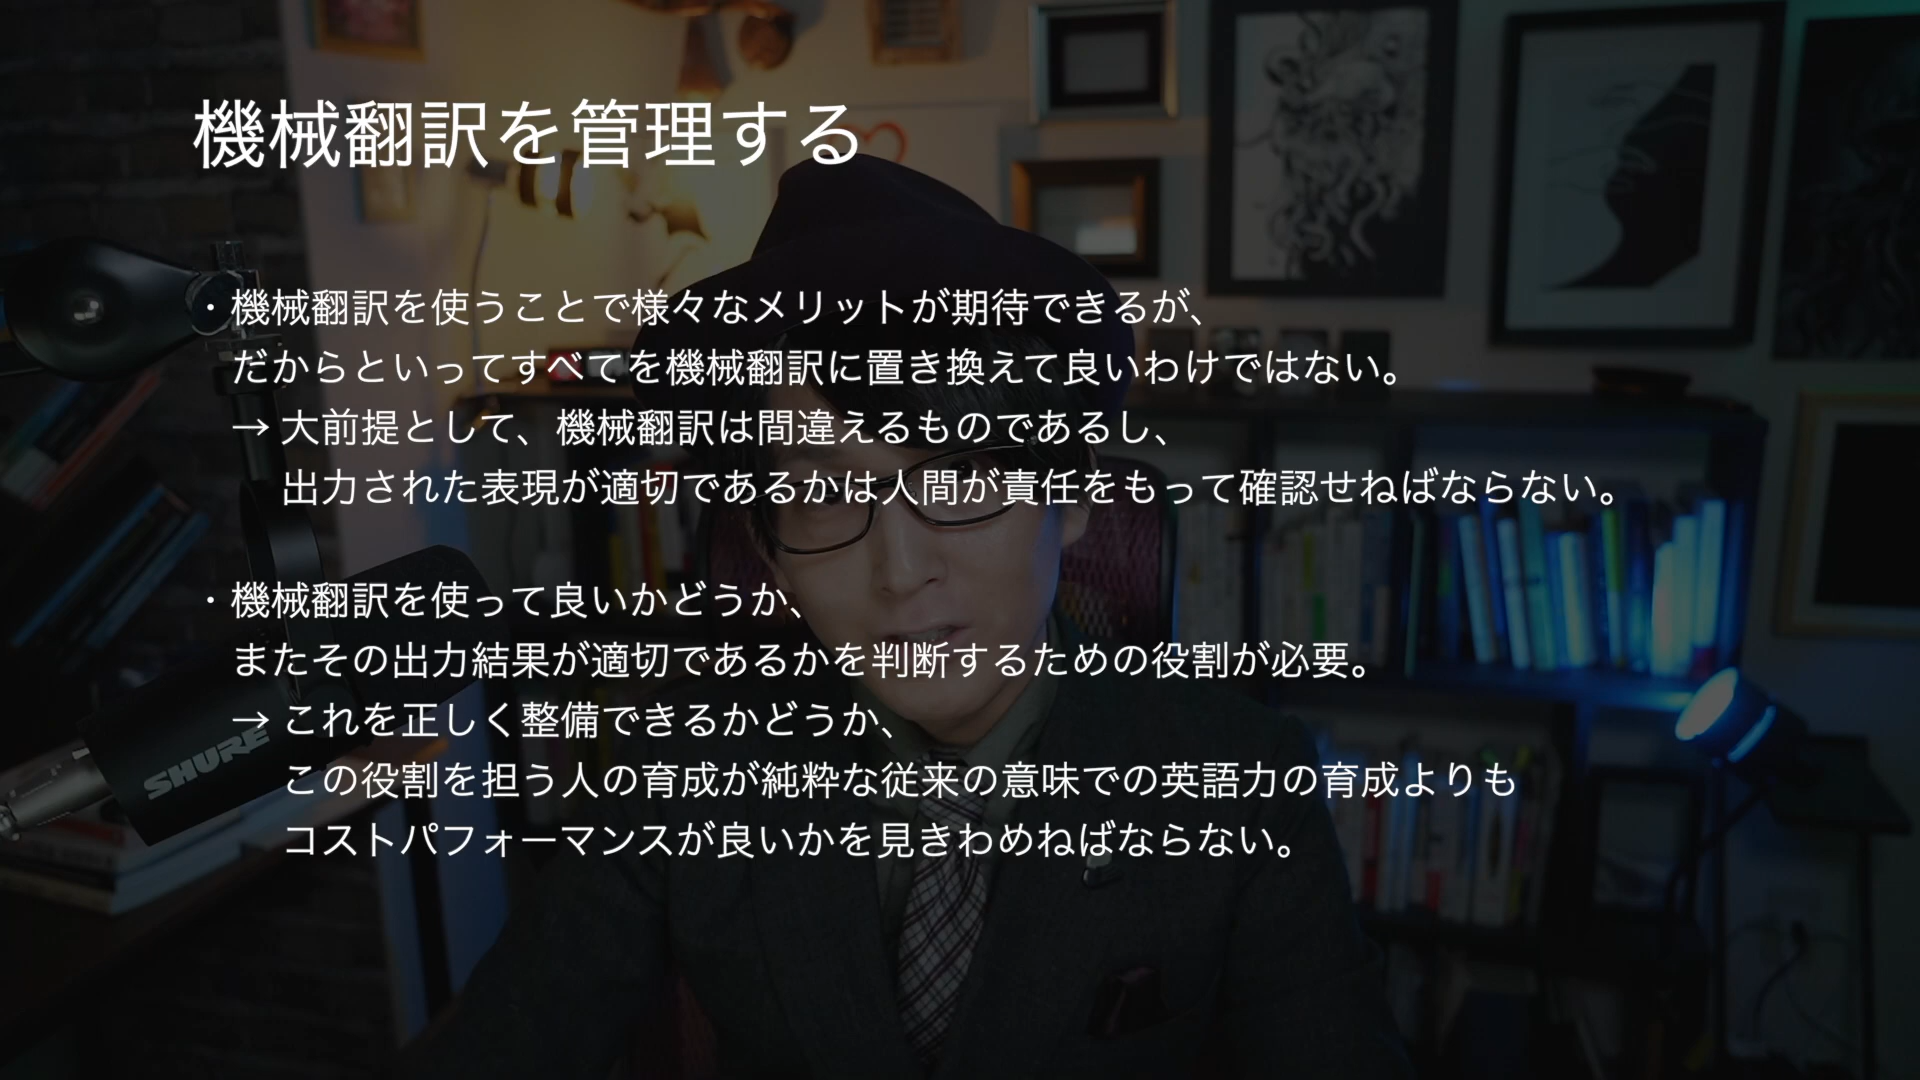 機械翻訳を管理する
・機械翻訳を使うことで様々なメリットが期待できるが、
だからといってすべてを機械翻訳に置き換えて良いわけではない。
→ 大前提として、機械翻訳は間違えるものであるし、
出力された表現が適切であるかは人間が責任をもって確認せねばならない。
・機械翻訳を使って良いかどうか、
またその出力結果が適切であるかを判断するための役割が必要。
→ これを正しく整備できるかどうか、
この役割を担う人の育成が純粋な従来の意味での英語力の育成よりも
コストパフォーマンスが良いかを見きわめねばならない。
SHURE